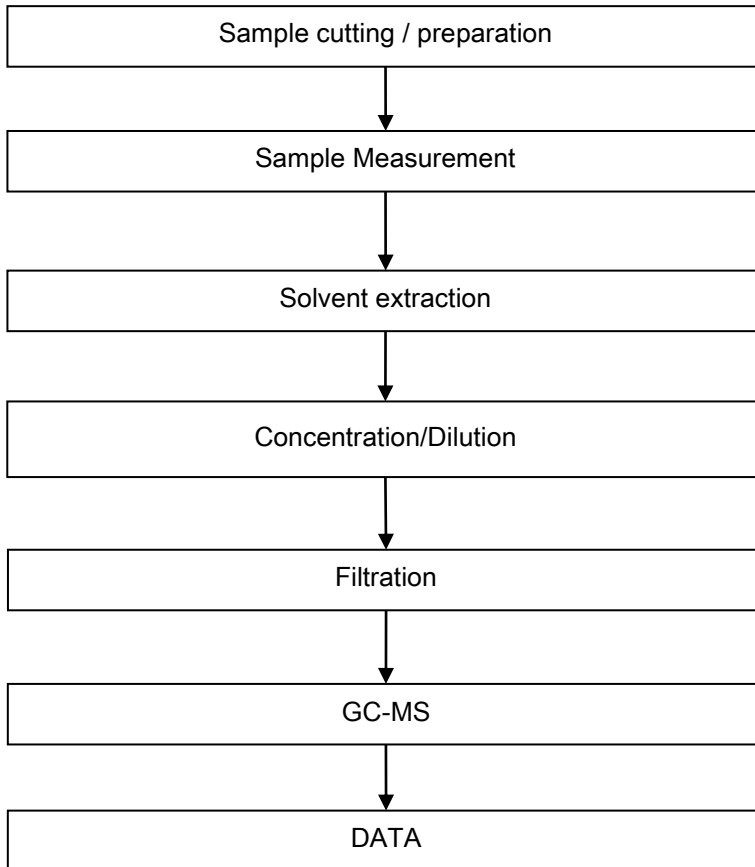 Sample cutting / preparation
Sample Measurement
Solvent extraction
Concentration/Dilution
Filtration
GC-MS
DATA